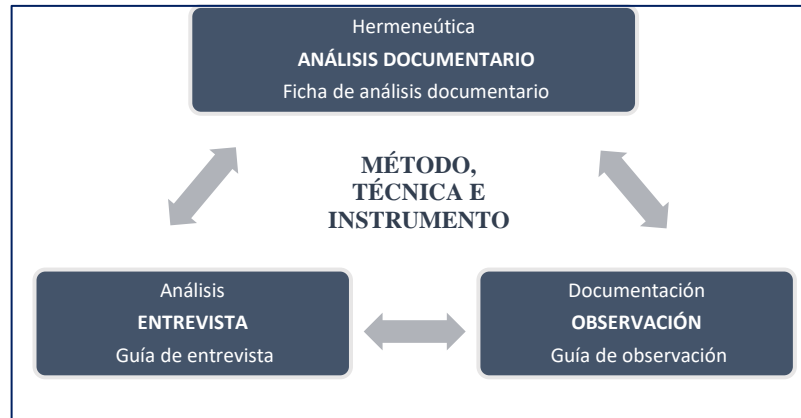 Hermeneútica
ANÁLISIS DOCUMENTARIO
Ficha de análisis documentario
MÉTODO,
TÉCNICA E
INSTRUMENTO
Análisis
ENTREVISTA
Guía de entrevista
Documentación
OBSERVACIÓN
Guía de observación